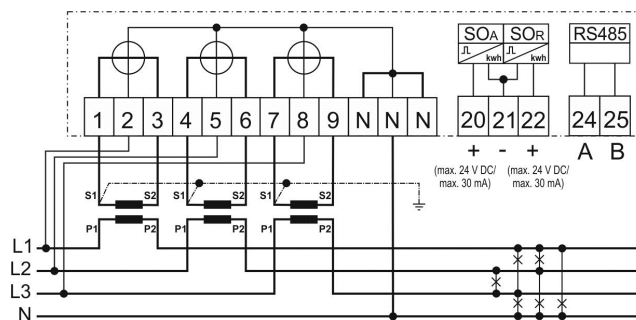 SOA SOR
kwh kwh
RS485
1 2 3 4 5 6 7 8 9 N N N
20 21 22
24 25
+ - +
A B
(max. 24 V DC/
max. 30 mA)
(max. 24 V DC/
max. 30 mA)
S1 S2 S1 S2 S1 S2
P1 P2 P1 P2 P1 P2
L1
L2
L3
N